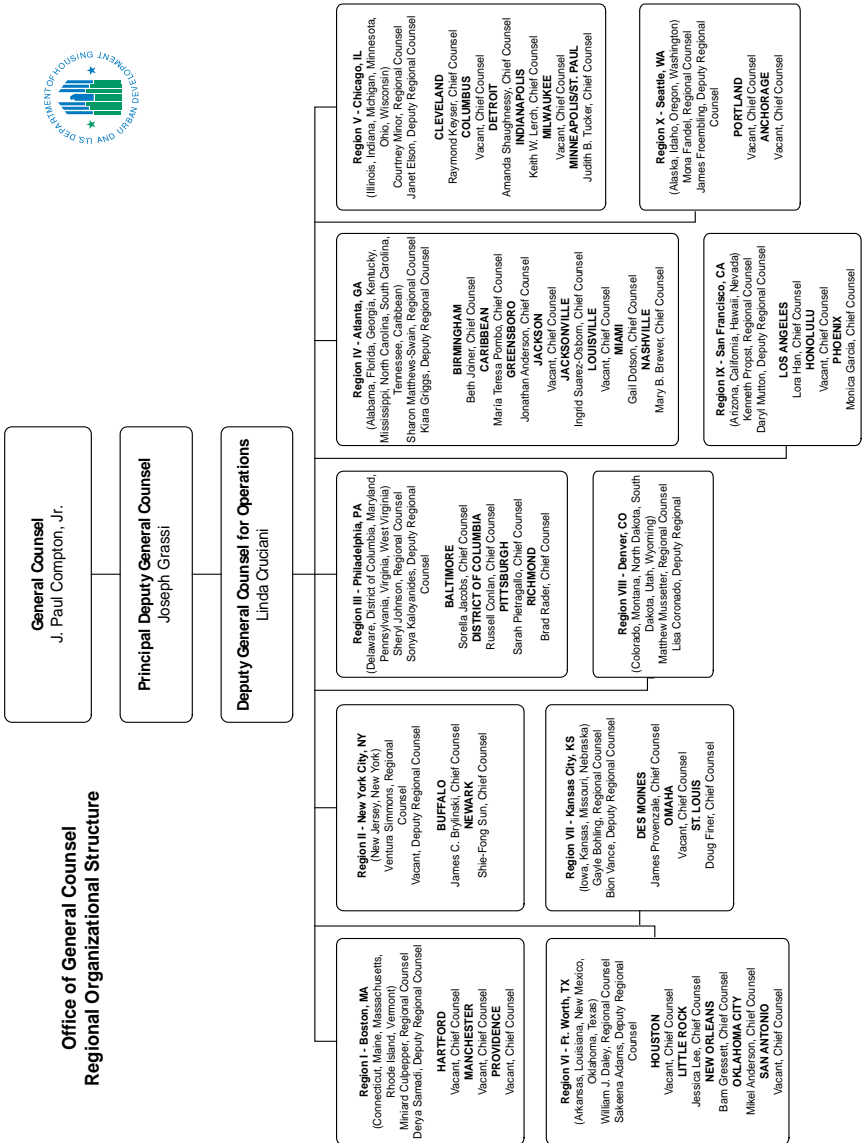 Office of General Counsel
Regional Organizational Structure
U.S. DEPARTMENT OF HOUSING AND URBAN DEVELOPMENT
General Counsel
J. Paul Compton, Jr.
Principal Deputy General Counsel
Joseph Grassi
Deputy General Counsel for Operations
Linda Cruciani
Region I - Boston, MA
(Connecticut, Maine, Massachusetts,
Rhode Island, Vermont)
Miniard Culpepper, Regional Counsel
Derya Samadi, Deputy Regional Counsel
HARTFORD
Vacant, Chief Counsel
MANCHESTER
Vacant, Chief Counsel
PROVIDENCE
Vacant, Chief Counsel
Region II - New York City, NY
(New Jersey, New York)
Ventura Simmons, Regional
Counsel
Vacant, Deputy Regional Counsel
BUFFALO
James C. Brylinski, Chief Counsel
NEWARK
Shie-Fong Sun, Chief Counsel
Region III - Philadelphia, PA
(Delaware, District of Columbia, Maryland,
Pennsylvania, Virginia, West Virginia)
Sheryl Johnson, Regional Counsel
Sonya Kaloyanides, Deputy Regional
Counsel
BALTIMORE
Sorella Jacobs, Chief Counsel
DISTRICT OF COLUMBIA
Russell Conlan, Chief Counsel
PITTSBURGH
Sarah Pietragallo, Chief Counsel
RICHMOND
Brad Rader, Chief Counsel
Region IV - Atlanta, GA
(Alabama, Florida, Georgia, Kentucky,
Mississippi, North Carolina, South Carolina,
Tennessee, Caribbean)
Sharon Matthews-Swain, Regional Counsel
Kiara Griggs, Deputy Regional Counsel
BIRMINGHAM
Beth Joiner, Chief Counsel
CARIBBEAN
María Teresa Pombo, Chief Counsel
GREENSBORO
Jonathan Anderson, Chief Counsel
JACKSON
Vacant, Chief Counsel
JACKSONVILLE
Ingrid Suarez-Osborn, Chief Counsel
LOUISVILLE
Vacant, Chief Counsel
MIAMI
Gail Dotson, Chief Counsel
NASHVILLE
Mary B. Brewer, Chief Counsel
Region V - Chicago, IL
(Illinois, Indiana, Michigan, Minnesota,
Ohio, Wisconsin)
Courtney Minor, Regional Counsel
Janet Elson, Deputy Regional Counsel
CLEVELAND
Raymond Keyser, Chief Counsel
COLUMBUS
Vacant, Chief Counsel
DETROIT
Amanda Shaughnessy, Chief Counsel
INDIANAPOLIS
Keith W. Lerch, Chief Counsel
MILWAUKEE
Vacant, Chief Counsel
MINNEAPOLIS/ST. PAUL
Judith B. Tucker, Chief Counsel
Region VI - Ft. Worth, TX
(Arkansas, Louisiana, New Mexico,
Oklahoma, Texas)
William J. Daley, Regional Counsel
Sakeena Adams, Deputy Regional
Counsel
HOUSTON
Vacant, Chief Counsel
LITTLE ROCK
Jessica Lee, Chief Counsel
NEW ORLEANS
Bam Gressett, Chief Counsel
OKLAHOMA CITY
Mikel Anderson, Chief Counsel
SAN ANTONIO
Vacant, Chief Counsel
Region VII - Kansas City, KS
(Iowa, Kansas, Missouri, Nebraska)
Gayle Bohling, Regional Counsel
Bion Vance, Deputy Regional Counsel
DES MOINES
James Provenzale, Chief Counsel
OMAHA
Vacant, Chief Counsel
ST. LOUIS
Doug Finer, Chief Counsel
Region VIII - Denver, CO
(Colorado, Montana, North Dakota, South
Dakota, Utah, Wyoming)
Matthew Mussetter, Regional Counsel
Lisa Coronado, Deputy Regional
Region IX - San Francisco, CA
(Arizona, California, Hawaii, Nevada)
Kenneth Propst, Regional Counsel
Daryl Mutton, Deputy Regional Counsel
LOS ANGELES
Lora Han, Chief Counsel
HONOLULU
Vacant, Chief Counsel
PHOENIX
Monica Garcia, Chief Counsel
Region X - Seattle, WA
(Alaska, Idaho, Oregon, Washington)
Mona Fandel, Regional Counsel
James Froembling, Deputy Regional
Counsel
PORTLAND
Vacant, Chief Counsel
ANCHORAGE
Vacant, Chief Counsel